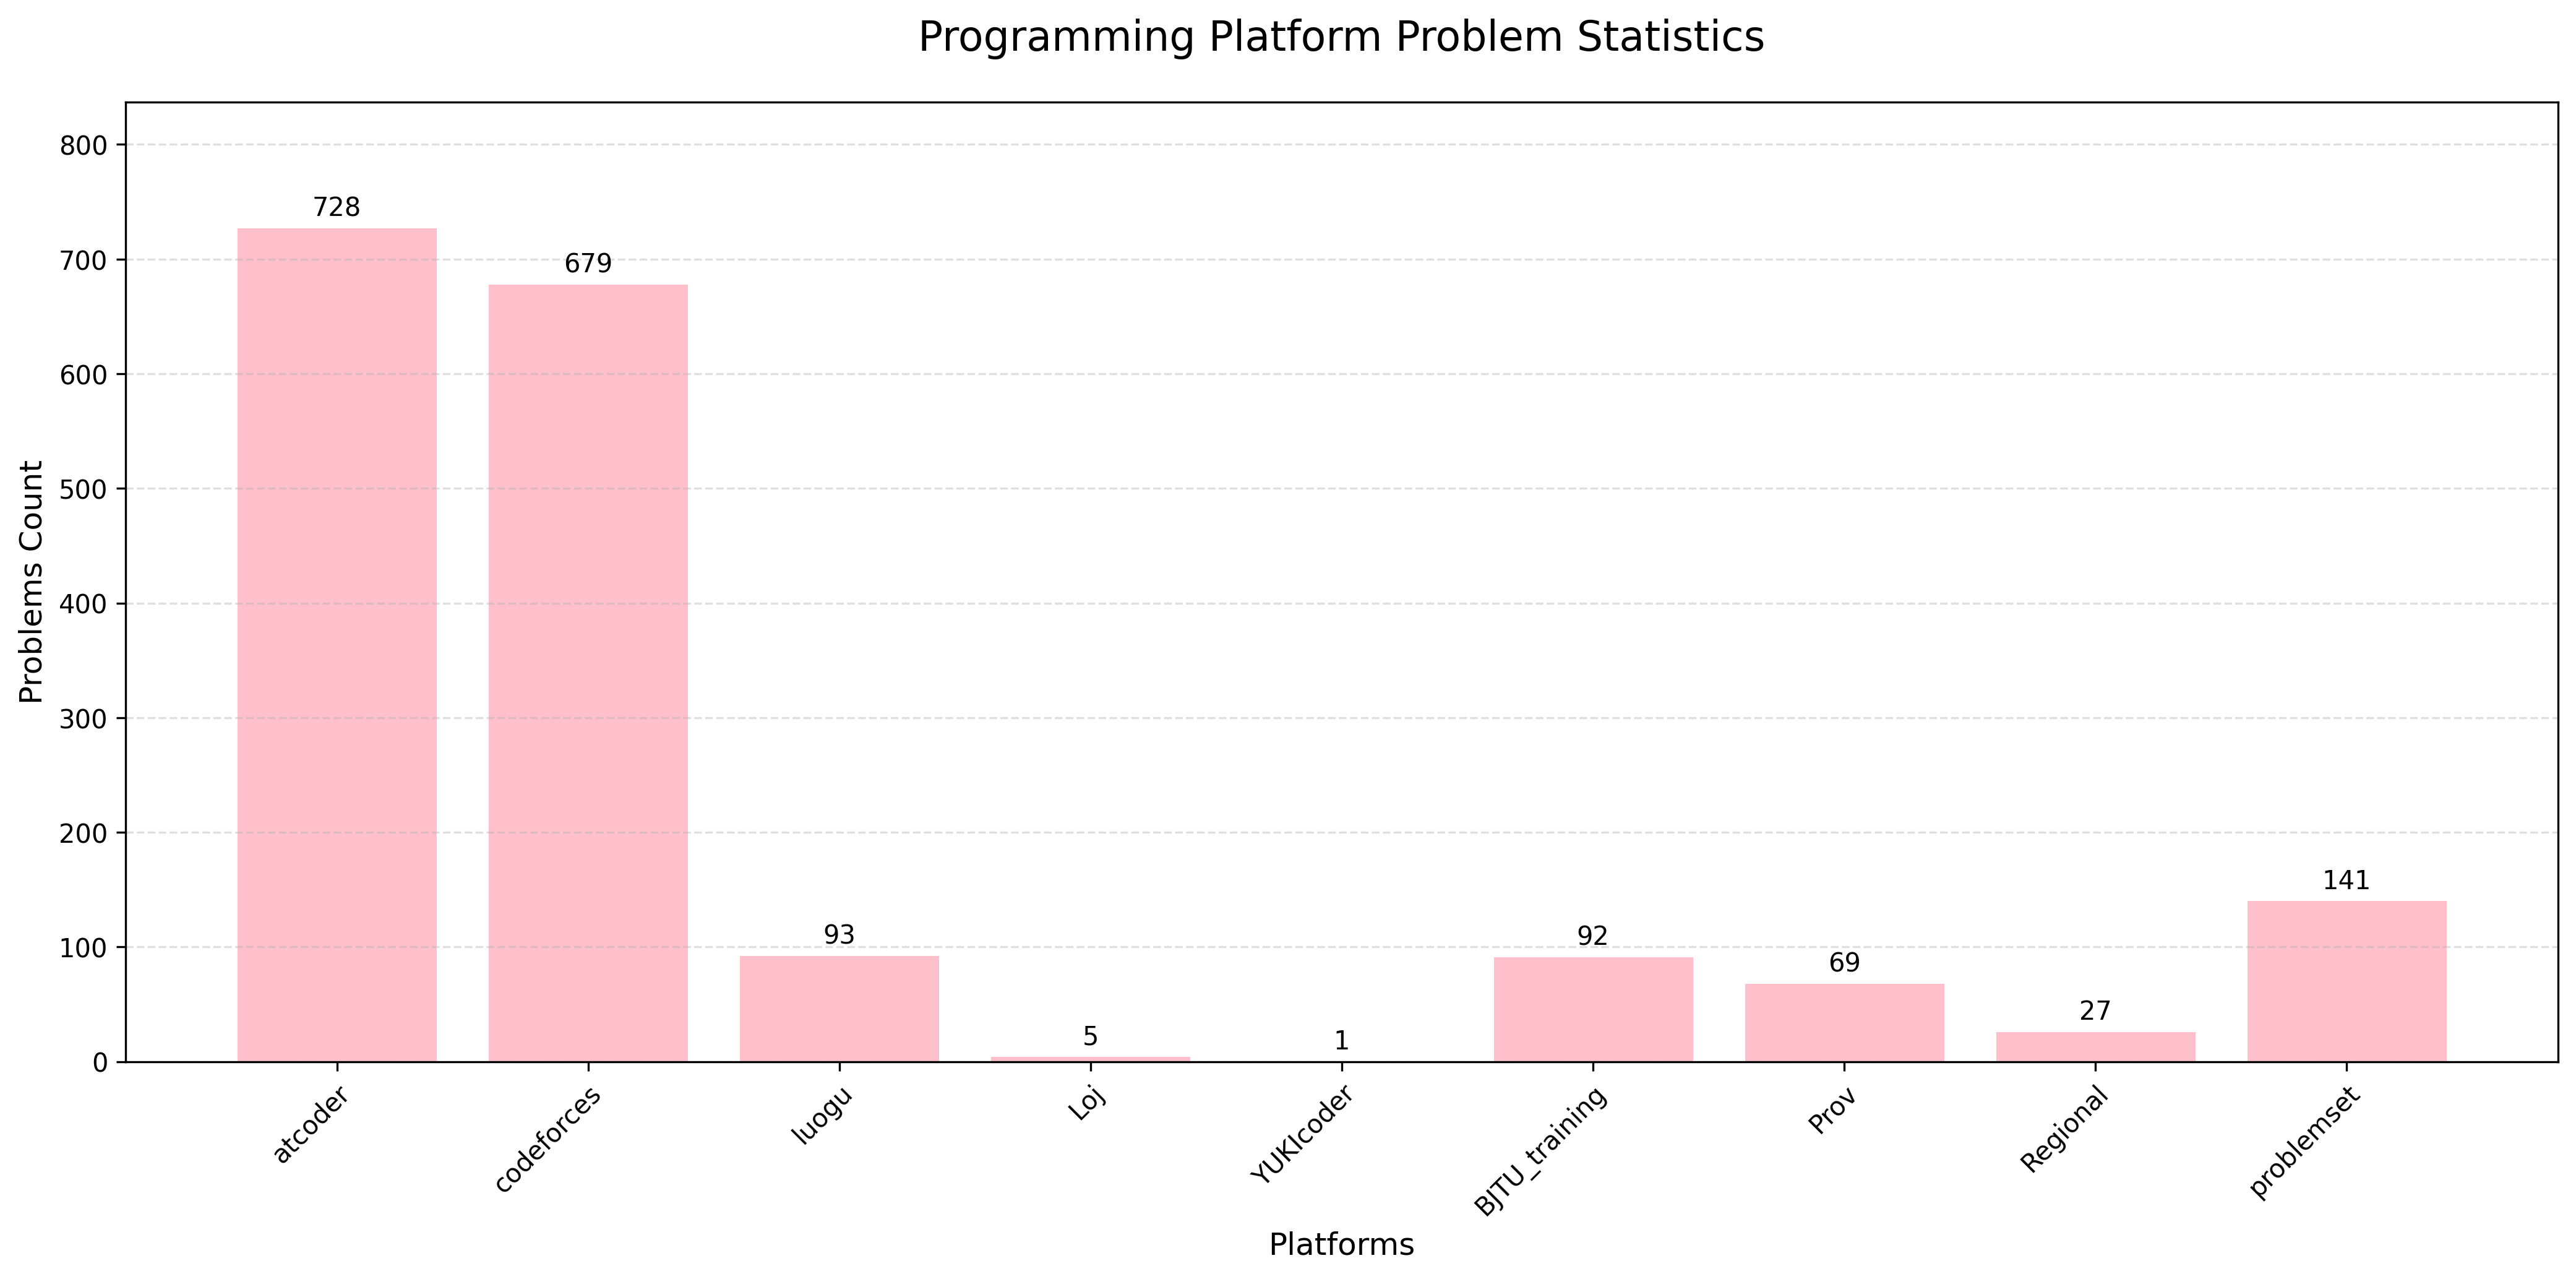 Programming Platform Problem Statistics
Problems Count
800
700
600
500
400
300
200
100
0
728
679
93
5
1
92
69
27
141
atcoder
codeforces
luogu
Loj
YUKIcoder
BJTU_training
Prov
Regional
problemset
Platforms